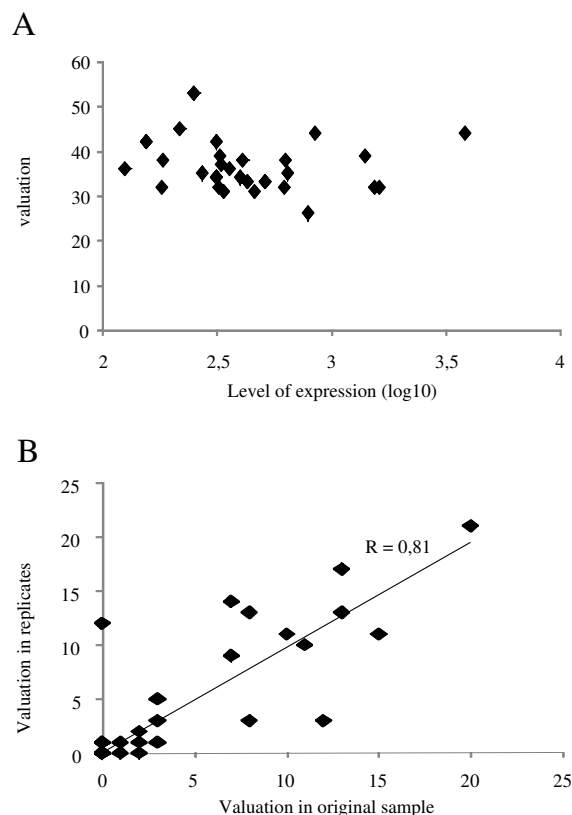 A
60
50
40
30
20
10
0
valuation
2 2,5 3 3,5 4
Level of expression (log10)
B
25
20
15
10
5
0
Valuation in replicates
R = 0,81
0 5 10 15 20 25
Valuation in original sample